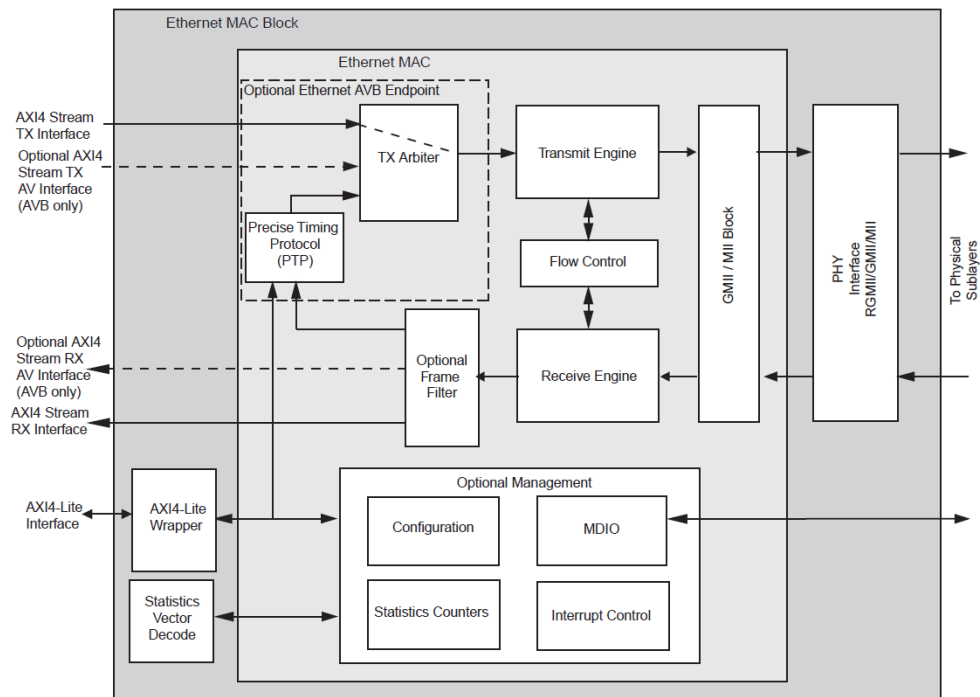 Ethernet MAC Block
Ethernet MAC
Optional Ethernet AVB Endpoint
AXI4 Stream
TX Interface
Optional AXI4
Stream TX
AV Interface
(AVB only)
TX Arbiter
Transmit Engine
Precise Timing
Protocol
(PTP)
Flow Control
GMII / MII Block
PHY
Interface
RGMII/GMII/MII
To Physical
Sublayers
Optional AXI4
Stream RX
AV Interface
(AVB only)
AXI4 Stream
RX Interface
Optional
Frame
Filter
Receive Engine
Optional Management
AXI4-Lite
Interface
AXI4-Lite
Wrapper
Configuration
MDIO
Statistics
Vector
Decode
Statistics Counters
Interrupt Control